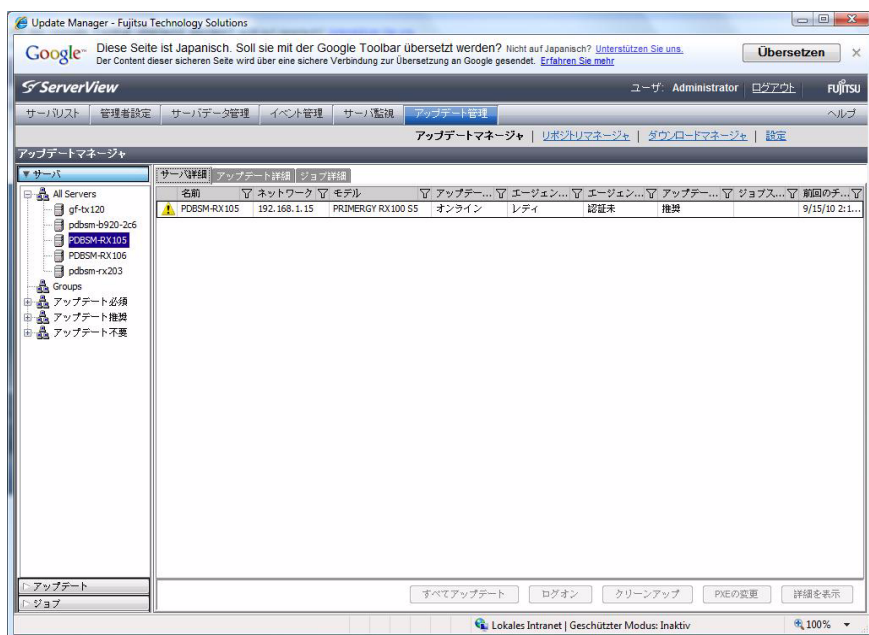 Update Manager - Fujitsu Technology Solutions
Google Diese Seite ist Japanisch. Soll sie mit der Google Toolbar übersetzt werden? Nicht auf Japanisch? Unterstützen Sie uns. Übersetzen
Der Content dieser sicheren Seite wird über eine sichere Verbindung zur Übersetzung an Google gesendet. Erfahren Sie mehr
ServerView ユーザ: Administrator ログアウト FUJITSU
サーバリスト 管理者設定 サーバデータ管理 イベント管理 サーバ監視 アップデート管理 ヘルプ
アップデートマネージャ | リポジトリマネージャ | ダウンロードマネージャ | 設定
アップデートマネージャ
サーバ
All Servers
gf-tx120
pdbsm-b920-2c6
PDBSM-RX105
PDBSM-RX106
pdbsm-rx203
Groups
アップデート必須
アップデート推奨
アップデート不要
アップデート
ジョブ
サーバ詳細 アップデート詳細 ジョブ詳細
名前 ネットワーク モデル アップデー... エージェン... エージェン... アップデー... ジョブス... 前回のチ...
PDBSM-RX105 192.168.1.15 PRIMERGY RX100 S5 オンライン レディ 認証未 推奨 9/15/10 2:1...
すべてアップデート ログオン クリーンアップ PXEの変更 詳細を表示
Lokales Intranet | Geschützter Modus: Inaktiv 100%